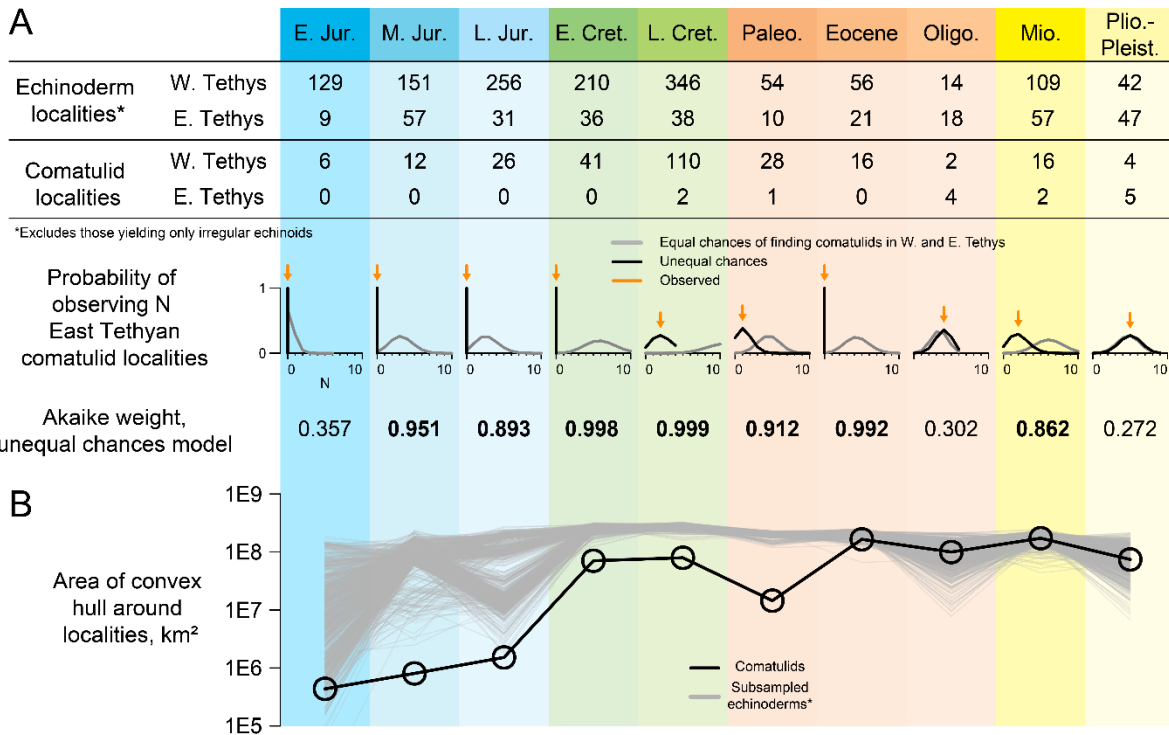 A
E. Jur. M. Jur. L. Jur. E. Cret. L. Cret. Paleo. Eocene Oligo. Mio. Plio.-
Pleist.
Echinoderm
localities*
W. Tethys 129 151 256 210 346 54 56 14 109 42
E. Tethys 9 57 31 36 38 10 21 18 57 47
Comatulid
localities
W. Tethys 6 12 26 41 110 28 16 2 16 4
E. Tethys 0 0 0 0 2 1 0 4 2 5
*Excludes those yielding only irregular echinoids
Equal chances of finding comatulids in W. and E. Tethys
Unequal chances
Observed
Probability of
observing N
East Tethyan
comatulid localities
1
0
0 10 0 10 0 10 0 10 0 10 0 10 0 10 0 10 0 10 0 10
N
Akaike weight,
unequal chances model
0.357 0.951 0.893 0.998 0.999 0.912 0.992 0.302 0.862 0.272
B
1E9
1E8
1E7
1E6
1E5
Area of convex
hull around
localities, km²
Comatulids
Subsampled
echinoderms*